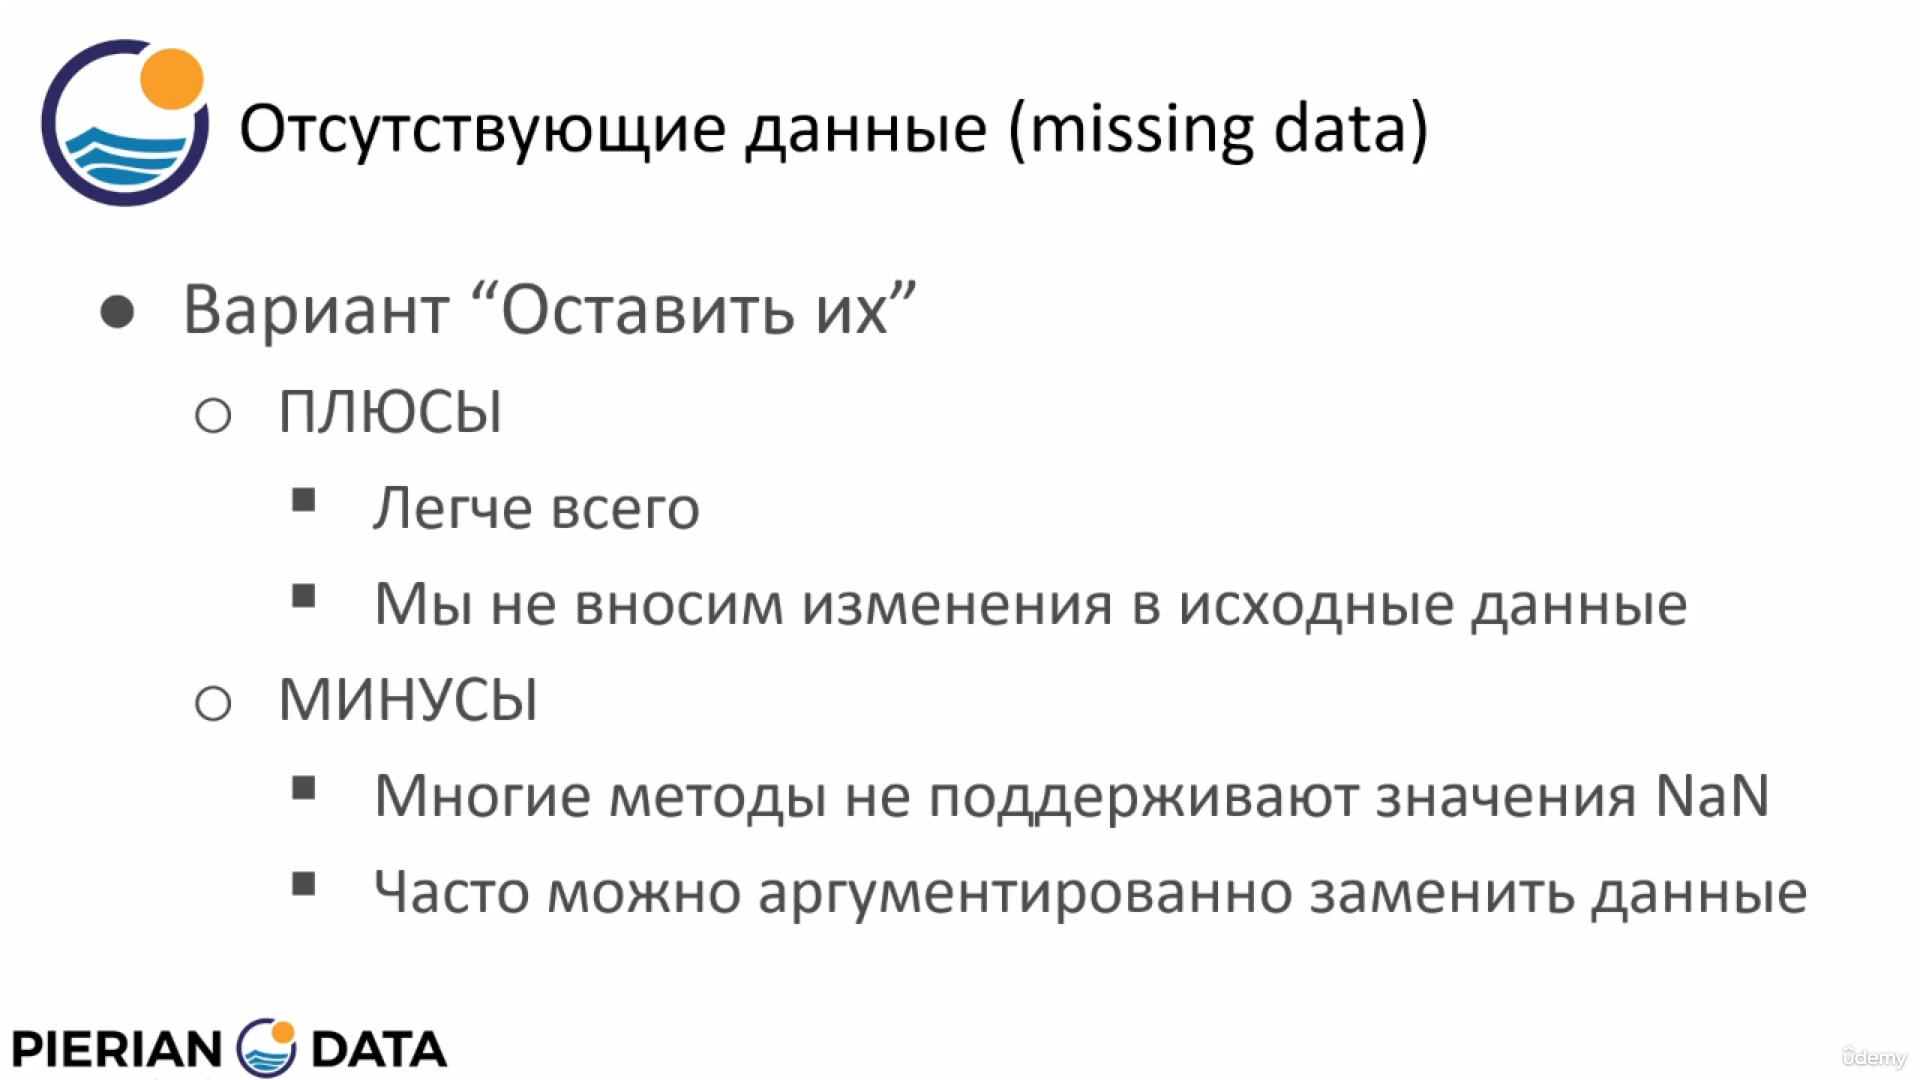 Отсутствующие данные (missing data)
● Вариант “Оставить их”
○ ПЛЮСЫ
■ Легче всего
■ Мы не вносим изменения в исходные данные
○ МИНУСЫ
■ Многие методы не поддерживают значения NaN
■ Часто можно аргументированно заменить данные
PIERIAN DATA
ûdemy